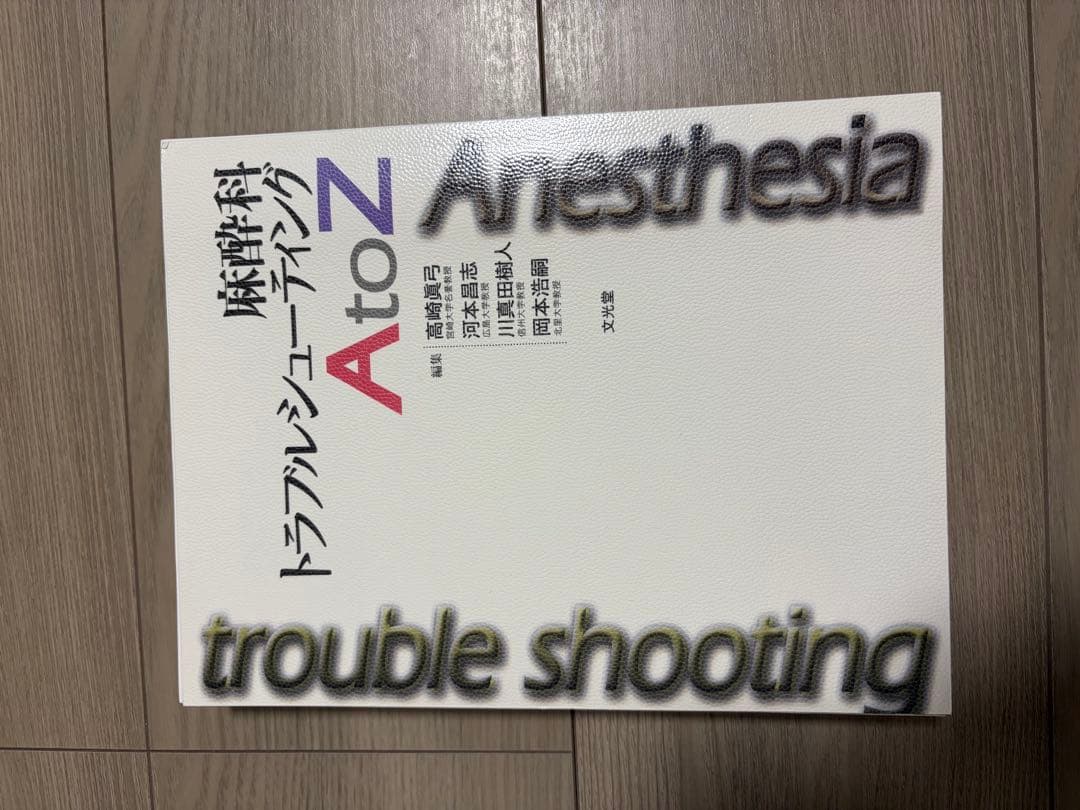 麻酔科
トラブルシューティング
AtoZ
Anesthesia
編集
高崎眞弓
宮崎大学名誉教授
河本昌志
広島大学教授
川真田樹人
信州大学教授
岡本浩嗣
北里大学教授
文光堂
trouble shooting